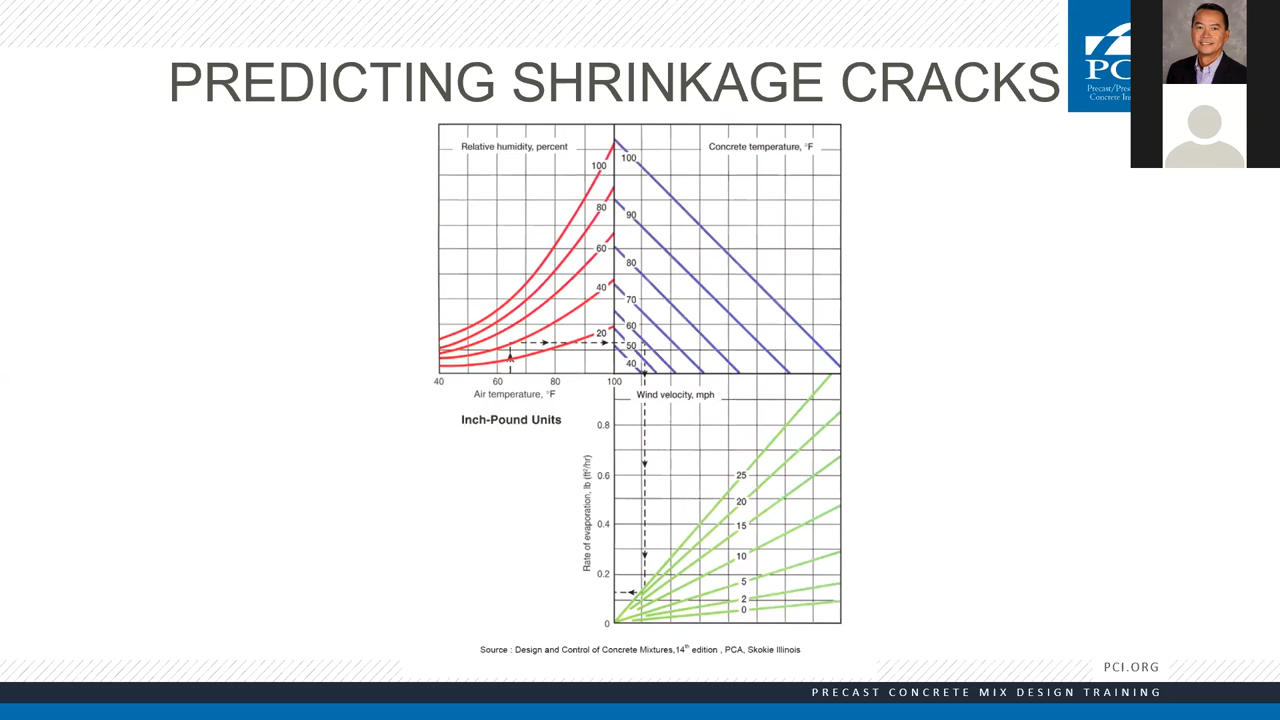 PREDICTING SHRINKAGE CRACKS
Relative humidity, percent
Concrete temperature, °F
100
80
60
40
20
100
90
80
70
60
50
40
40 60 80 100
Air temperature, °F
Wind velocity, mph
Inch-Pound Units
Rate of evaporation, lb (ft²/hr)
0.8
0.6
0.4
0.2
0
25
20
15
10
5
2
0
Source : Design and Control of Concrete Mixtures,14th edition , PCA, Skokie Illinois
PCI.ORG
PRECAST CONCRETE MIX DESIGN TRAINING